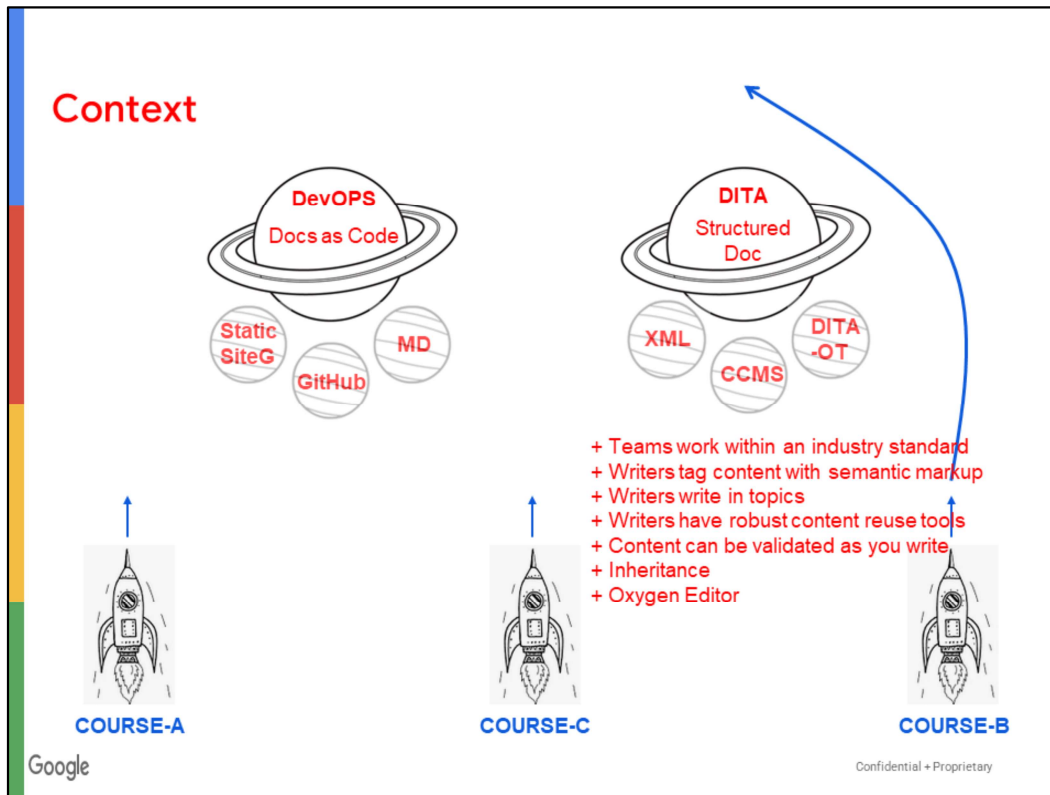 Context
DevOPS
Docs as Code
Static
SiteG
GitHub
MD
DITA
Structured
Doc
XML
CCMS
DITA
-OT
+ Teams work within an industry standard
+ Writers tag content with semantic markup
+ Writers write in topics
+ Writers have robust content reuse tools
+ Content can be validated as you write
+ Inheritance
+ Oxygen Editor
COURSE-A
COURSE-C
COURSE-B
Google
Confidential + Proprietary